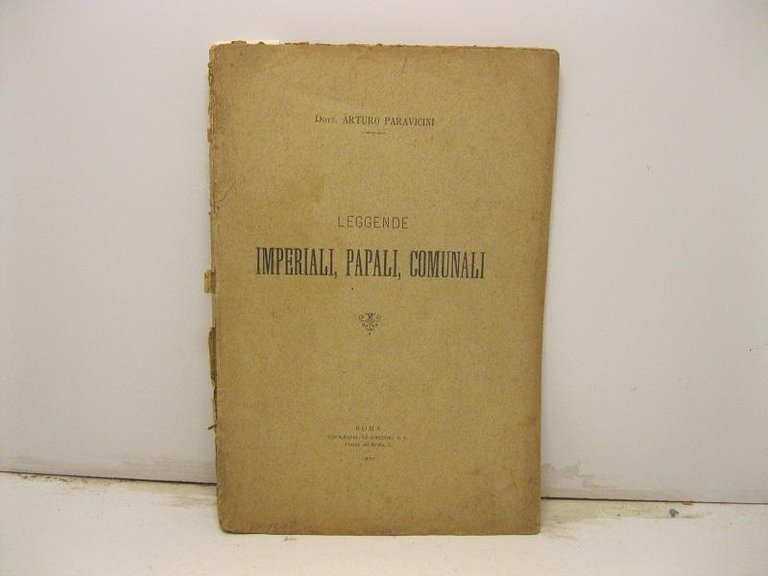 DOTT. ARTURO PARAVICINI
LEGGENDE
IMPERIALI, PAPALI, COMUNALI
ROMA